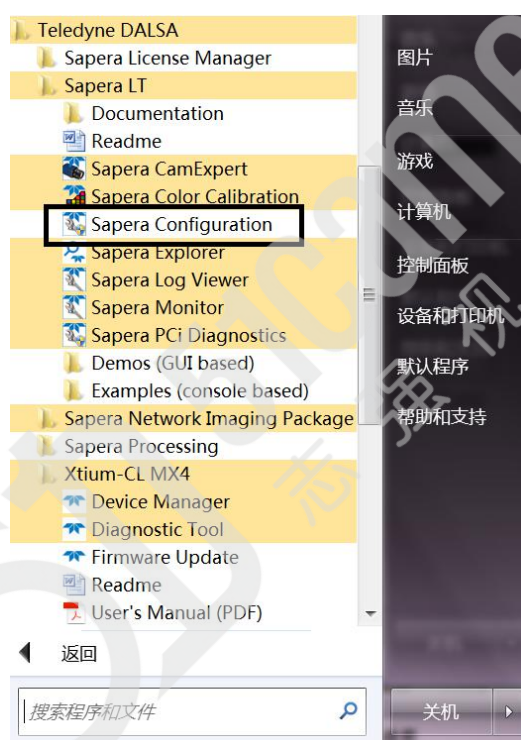 Teledyne DALSA
Sapera License Manager
Sapera LT
Documentation
Readme
Sapera CamExpert
Sapera Color Calibration
Sapera Configuration
Sapera Explorer
Sapera Log Viewer
Sapera Monitor
Sapera PCi Diagnostics
Demos (GUI based)
Examples (console based)
Sapera Network Imaging Package
Sapera Processing
Xtium-CL MX4
Device Manager
Diagnostic Tool
Firmware Update
Readme
User's Manual (PDF)
返回
搜索程序和文件
图片
音乐
游戏
计算机
控制面板
设备和打印机
默认程序
帮助和支持
关机
志强视